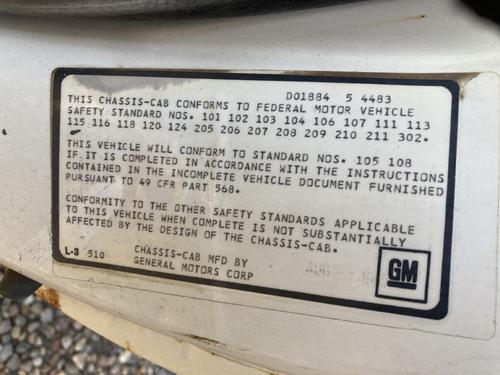 D01884 5 4483
THIS CHASSIS-CAB CONFORMS TO FEDERAL MOTOR VEHICLE
SAFETY STANDARD NOS. 101 102 103 104 106 107 111 113
115 116 118 120 124 205 206 207 208 209 210 211 302.
THIS VEHICLE WILL CONFORM TO STANDARD NOS. 105 108
IF IT IS COMPLETED IN ACCORDANCE WITH THE INSTRUCTIONS
CONTAINED IN THE INCOMPLETE VEHICLE DOCUMENT FURNISHED
PURSUANT TO 49 CFR PART 568.
CONFORMITY TO THE OTHER SAFETY STANDARDS APPLICABLE
TO THIS VEHICLE WHEN COMPLETE IS NOT SUBSTANTIALLY
AFFECTED BY THE DESIGN OF THE CHASSIS-CAB.
L-3 510 CHASSIS-CAB MFD BY
GENERAL MOTORS CORP
GM